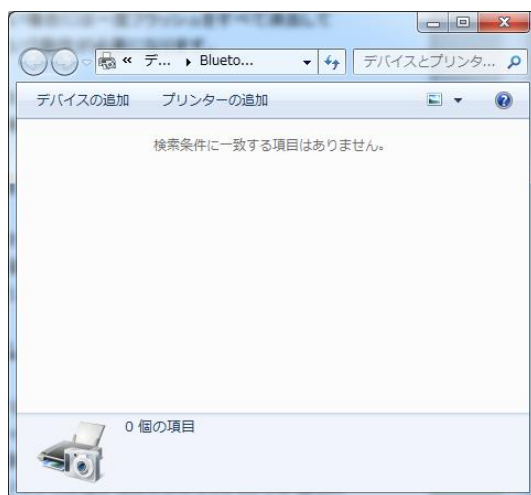 « デ... ▸ Blueto...
デバイスとプリンタ...
デバイスの追加 プリンターの追加
検索条件に一致する項目はありません。
0 個の項目